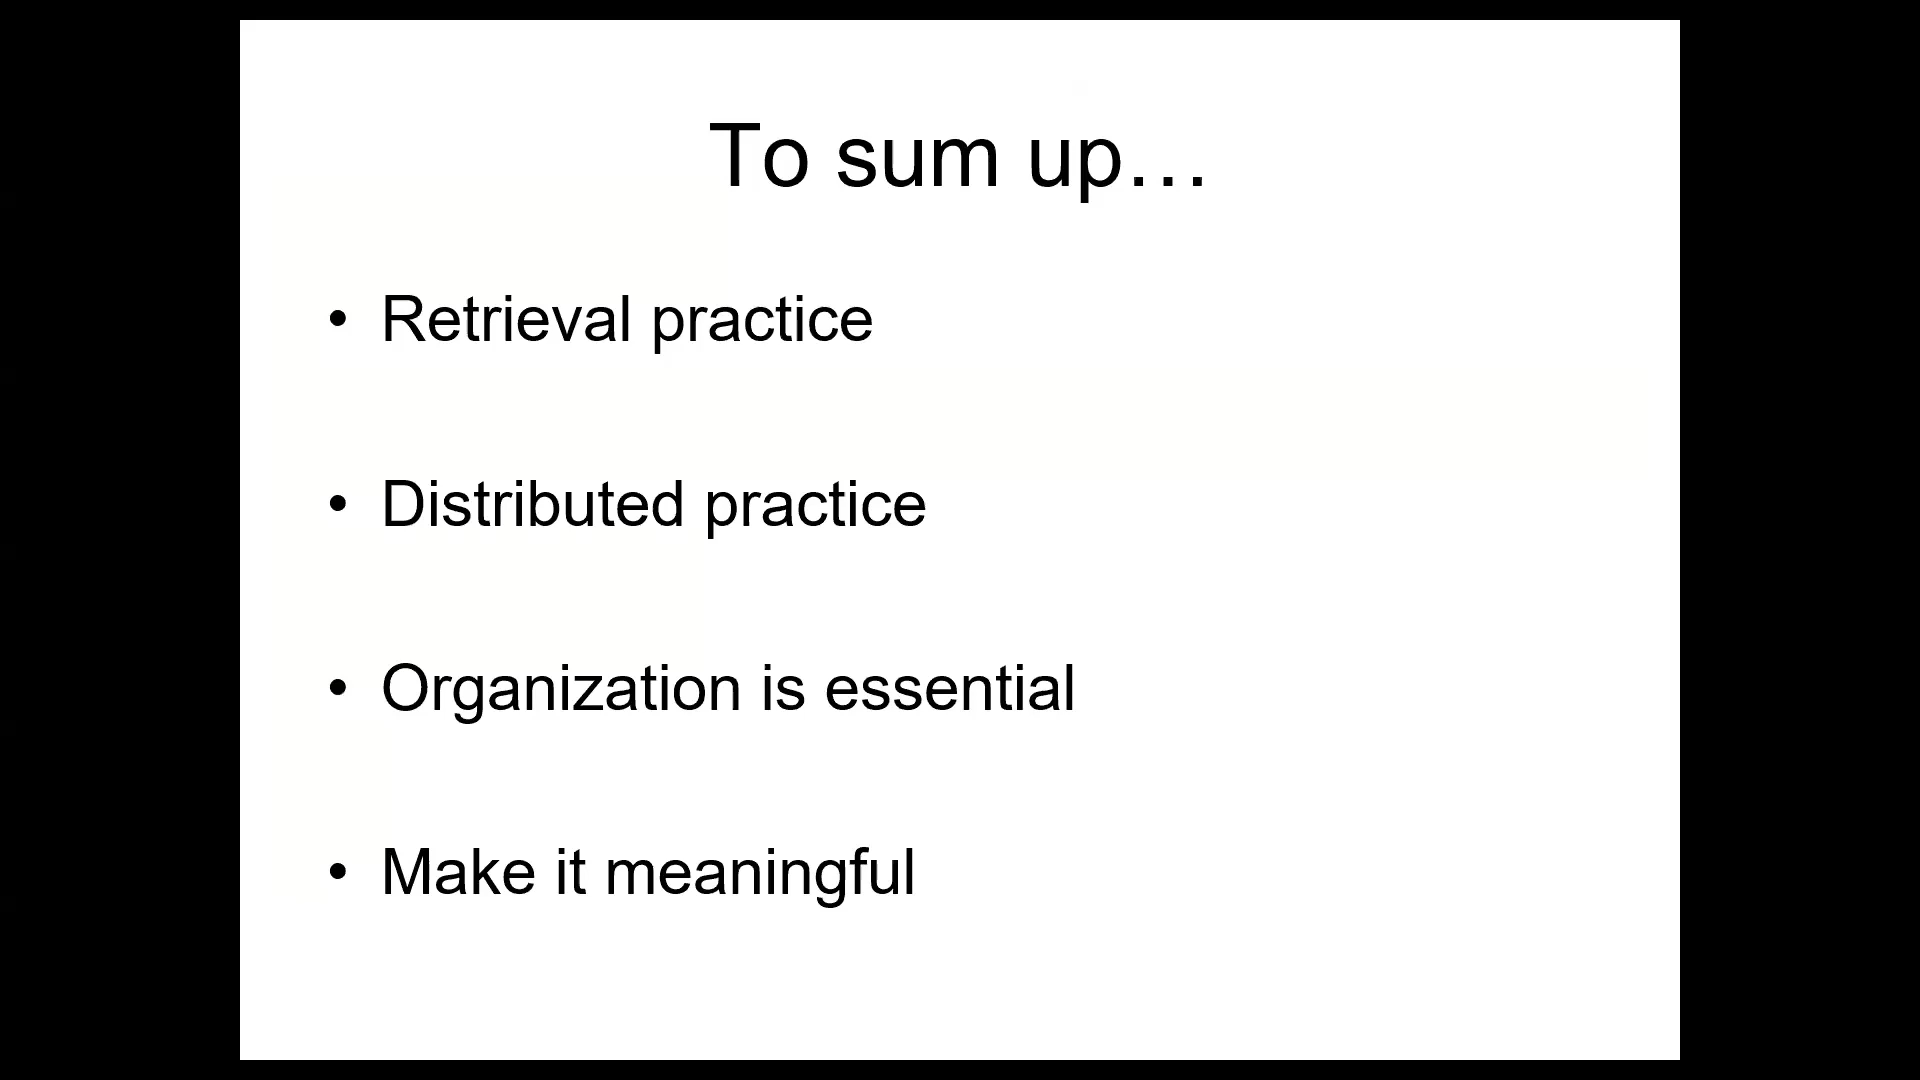 To sum up…
• Retrieval practice
• Distributed practice
• Organization is essential
• Make it meaningful